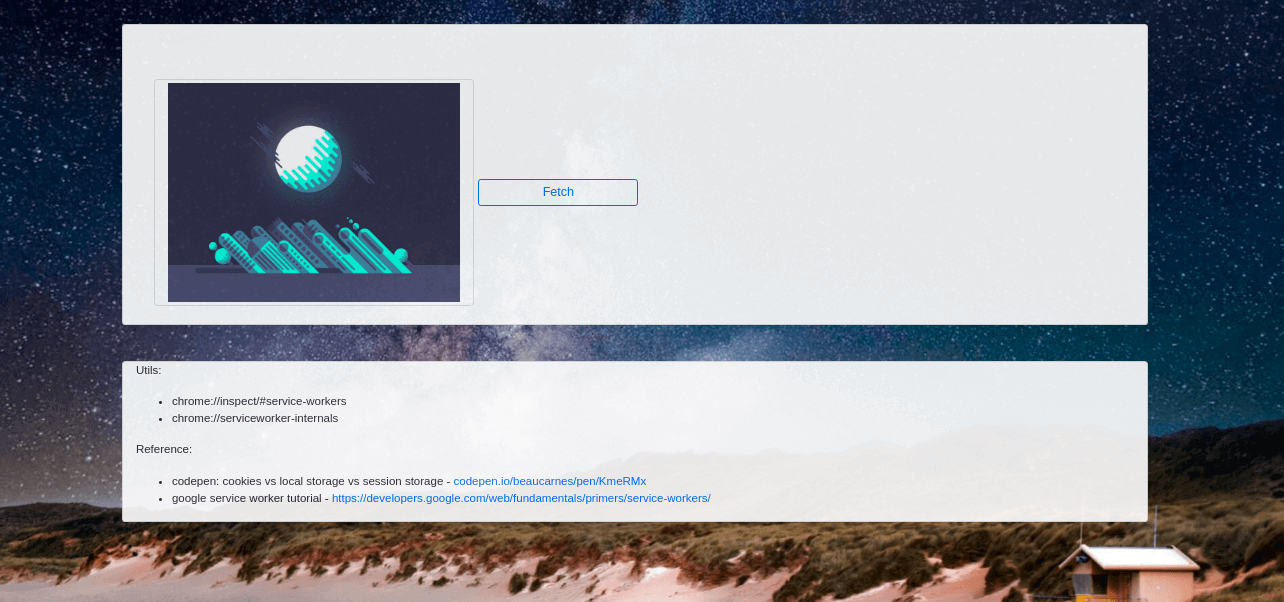 Fetch
Utils:
chrome://inspect/#service-workers
chrome://serviceworker-internals
Reference:
codepen: cookies vs local storage vs session storage - codepen.io/beaucarnes/pen/KmeRMx
google service worker tutorial - https://developers.google.com/web/fundamentals/primers/service-workers/